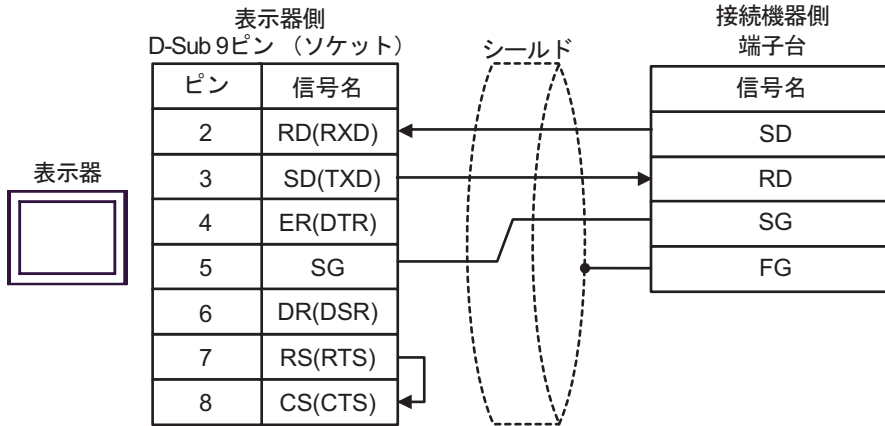 表示器側
D-Sub 9ピン （ソケット）
シールド
接続機器側
端子台
ピン 信号名
信号名
2 RD(RXD)
SD
表示器
3 SD(TXD)
RD
4 ER(DTR)
SG
5 SG
FG
6 DR(DSR)
7 RS(RTS)
8 CS(CTS)